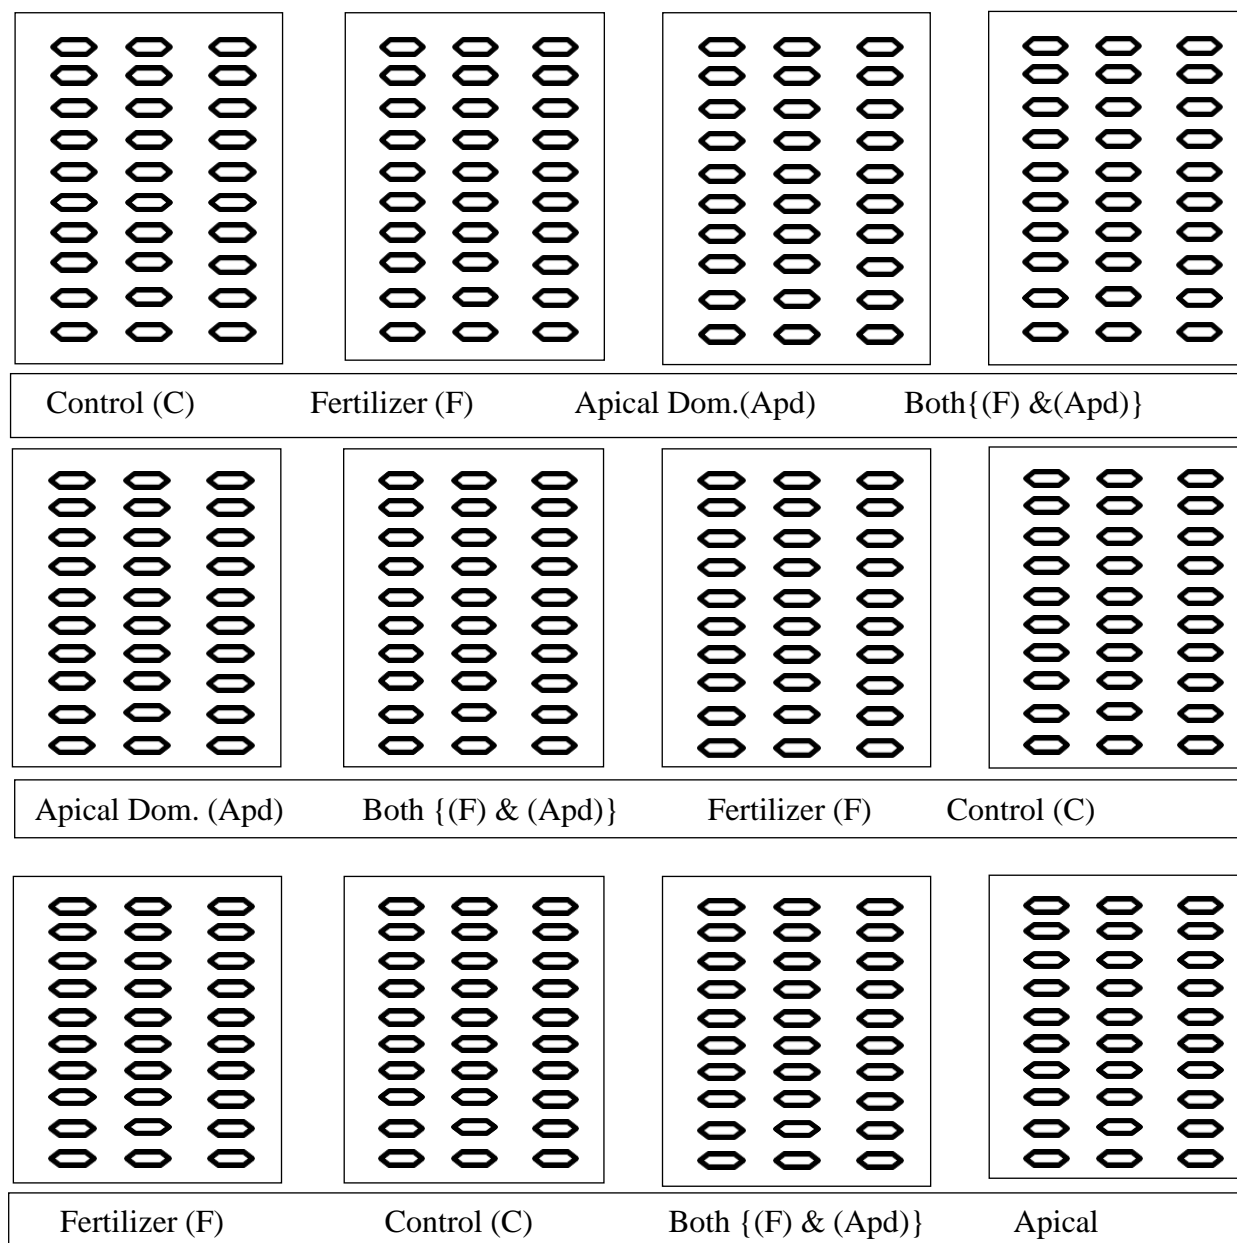 Control (C) Fertilizer (F) Apical Dom.(Apd) Both{(F) &(Apd)}
Apical Dom. (Apd) Both {(F) & (Apd)} Fertilizer (F) Control (C)
Fertilizer (F) Control (C) Both {(F) & (Apd)} Apical